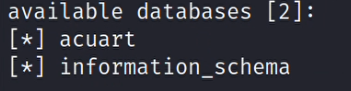 available databases [2]:
[*] acuart
[*] information_schema